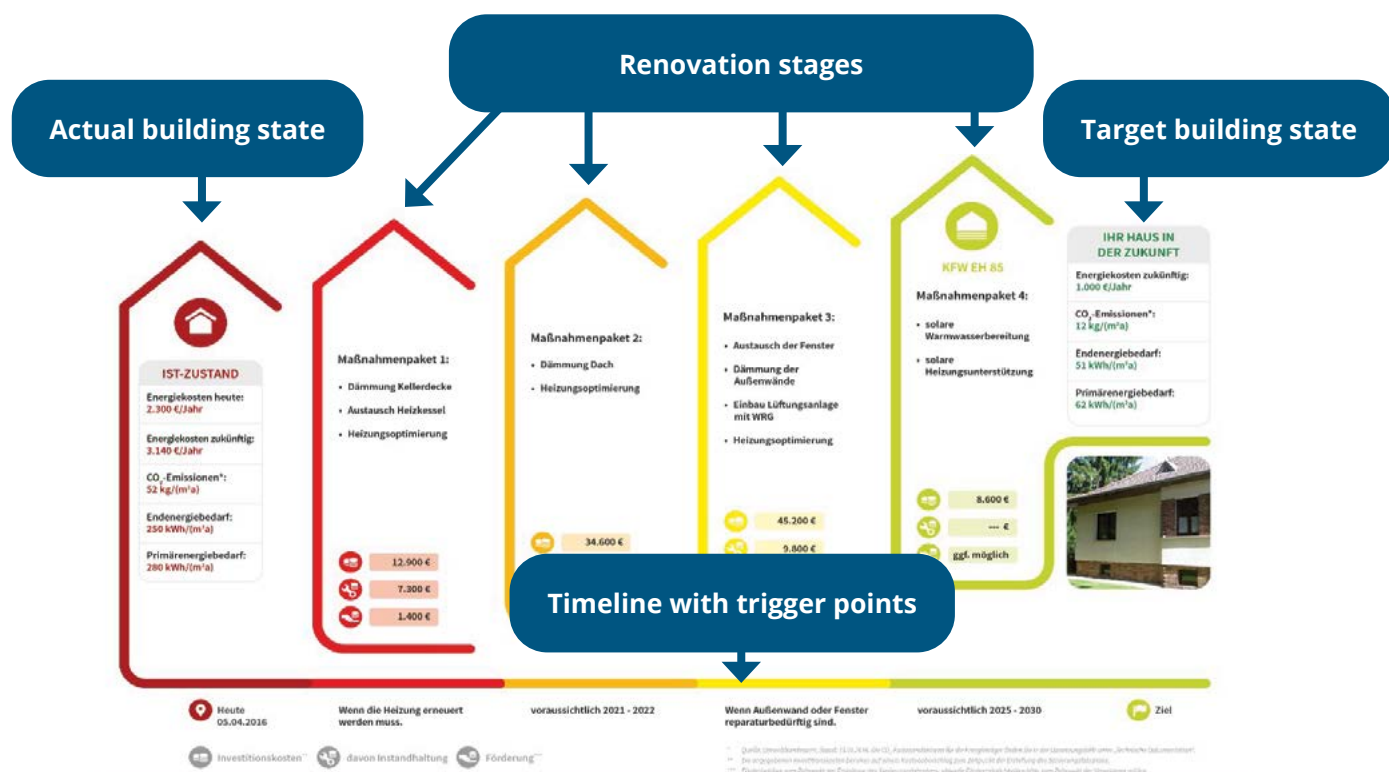 Renovation stages
Actual building state
Target building state
IST-ZUSTAND
Energiekosten heute:
2.300 €/Jahr
Energiekosten zukünftig:
3.140 €/Jahr
CO₂-Emissionen*:
52 kg/(m²a)
Endenergiebedarf:
250 kWh/(m²a)
Primärenergiebedarf:
280 kWh/(m²a)
Maßnahmenpaket 1:
• Dämmung Kellerdecke
• Austausch Heizkessel
• Heizungsoptimierung
12.900 €
7.300 €
1.400 €
Maßnahmenpaket 2:
• Dämmung Dach
• Heizungsoptimierung
34.600 €
Maßnahmenpaket 3:
• Austausch der Fenster
• Dämmung der
Außenwände
• Einbau Lüftungsanlage
mit WRG
• Heizungsoptimierung
45.200 €
9.800 €
KFW EH 85
Maßnahmenpaket 4:
• solare
Warmwasserbereitung
• solare
Heizungsunterstützung
8.600 €
--- €
ggf. möglich
IHR HAUS IN
DER ZUKUNFT
Energiekosten zukünftig:
1.000 €/Jahr
CO₂-Emissionen*:
12 kg/(m²a)
Endenergiebedarf:
51 kWh/(m²a)
Primärenergiebedarf:
62 kWh/(m²a)
Timeline with trigger points
Heute
05.04.2016
Wenn die Heizung erneuert
werden muss.
voraussichtlich 2021 - 2022
Wenn Außenwand oder Fenster
reparaturbedürftig sind.
voraussichtlich 2025 - 2030
Ziel
Investitionskosten**
davon Instandhaltung
Förderung***